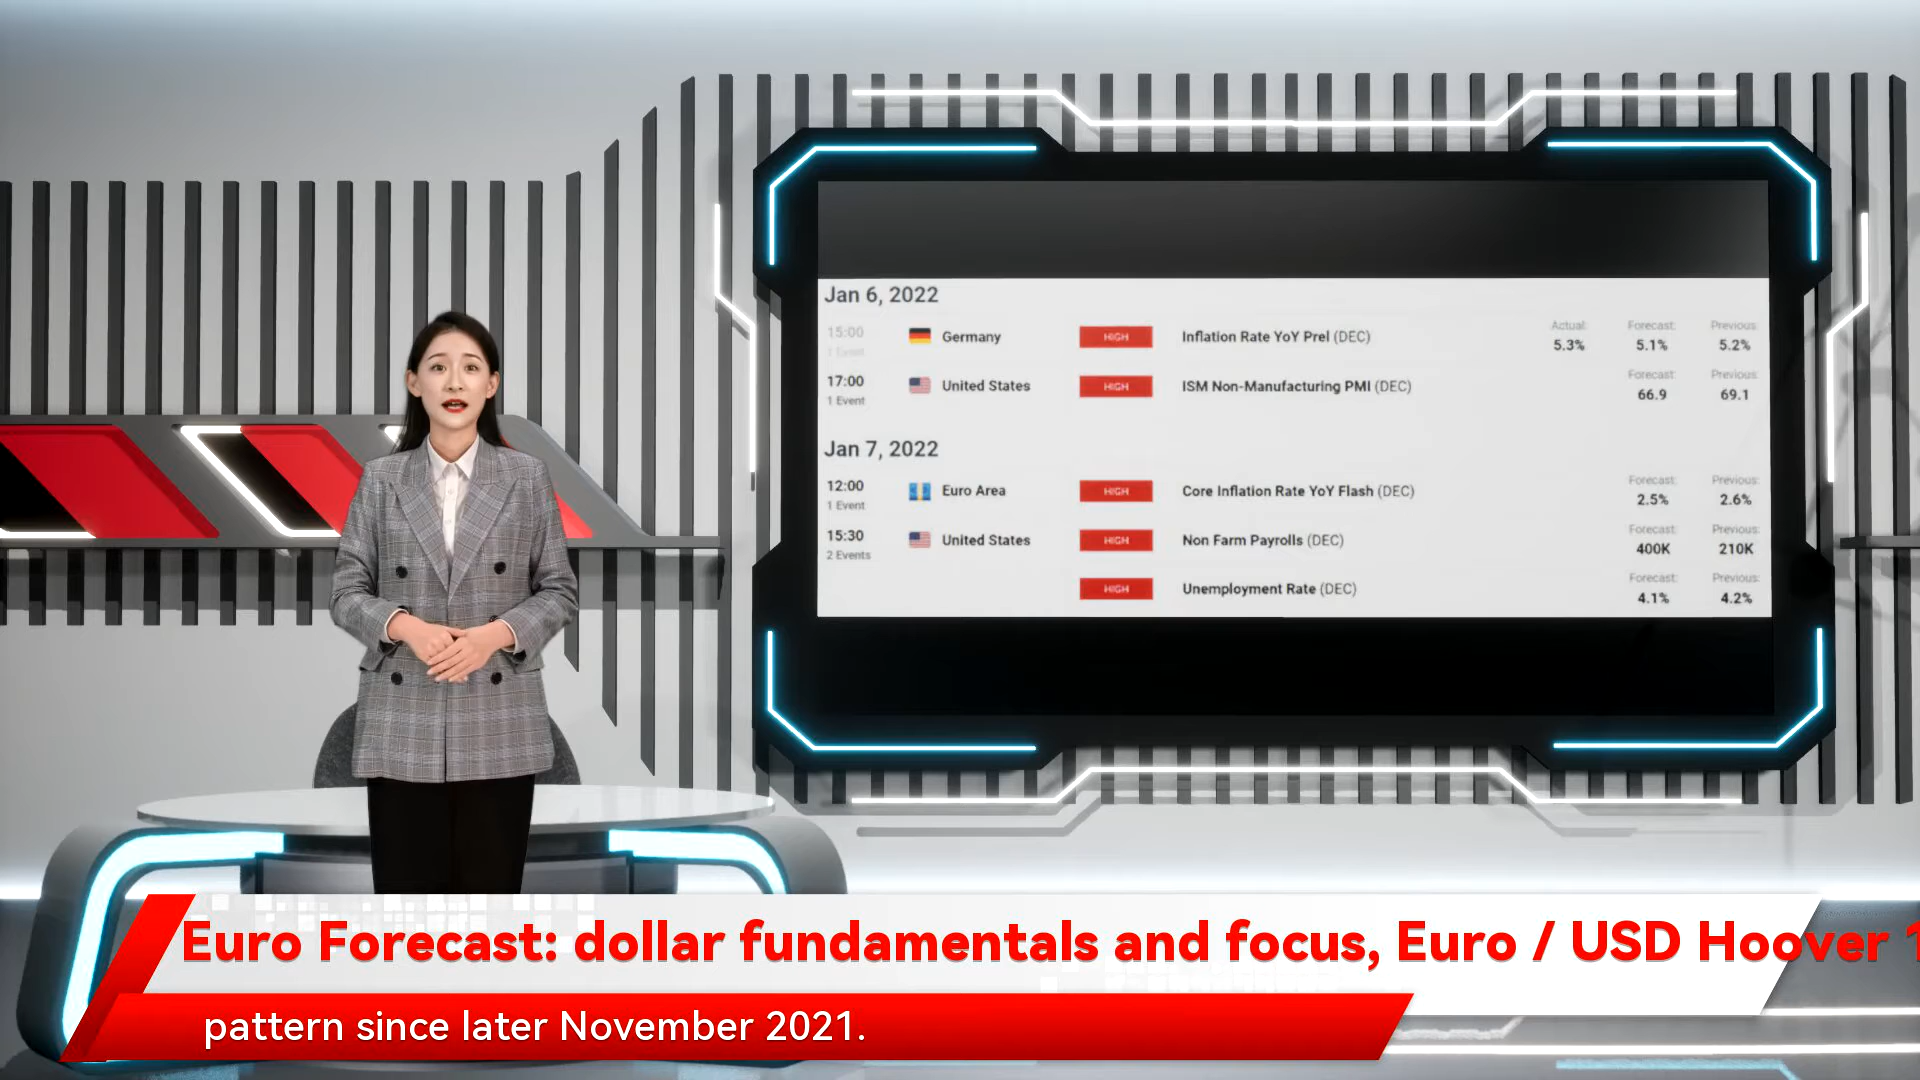 Jan 6, 2022
15:00 Germany HIGH Inflation Rate YoY Prel (DEC) Actual: 5.3% Forecast: 5.1% Previous: 5.2%
1 Event
17:00 United States HIGH ISM Non-Manufacturing PMI (DEC) Forecast: 66.9 Previous: 69.1
1 Event
Jan 7, 2022
12:00 Euro Area HIGH Core Inflation Rate YoY Flash (DEC) Forecast: 2.5% Previous: 2.6%
1 Event
15:30 United States HIGH Non Farm Payrolls (DEC) Forecast: 400K Previous: 210K
2 Events
HIGH Unemployment Rate (DEC) Forecast: 4.1% Previous: 4.2%
Euro Forecast: dollar fundamentals and focus, Euro / USD Hoover 1
pattern since later November 2021.